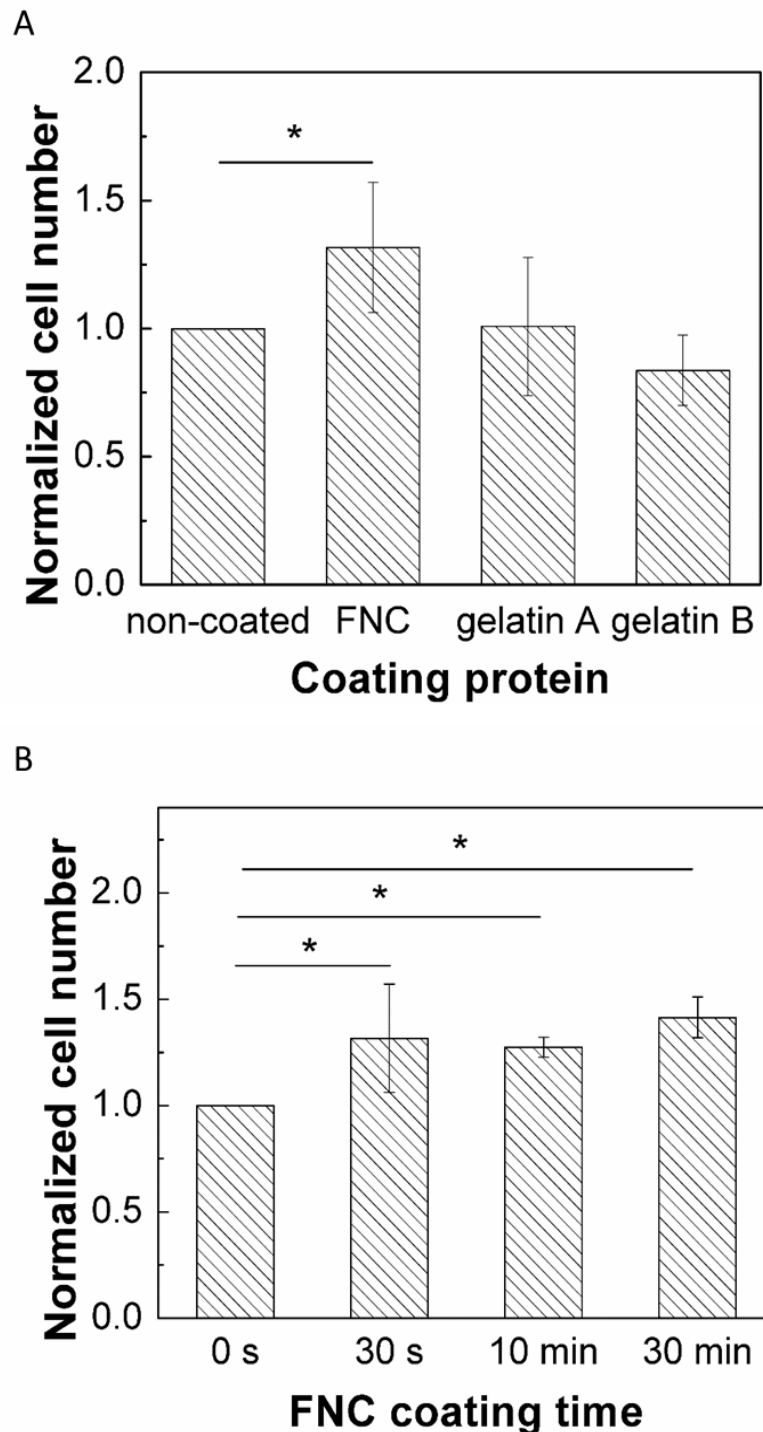 A
Normalized cell number
2.0
*
1.5
1.0
0.5
0.0
non-coated FNC gelatin A gelatin B
Coating protein
B
Normalized cell number
*
2.0
*
*
1.5
1.0
0.5
0.0
0 s 30 s 10 min 30 min
FNC coating time